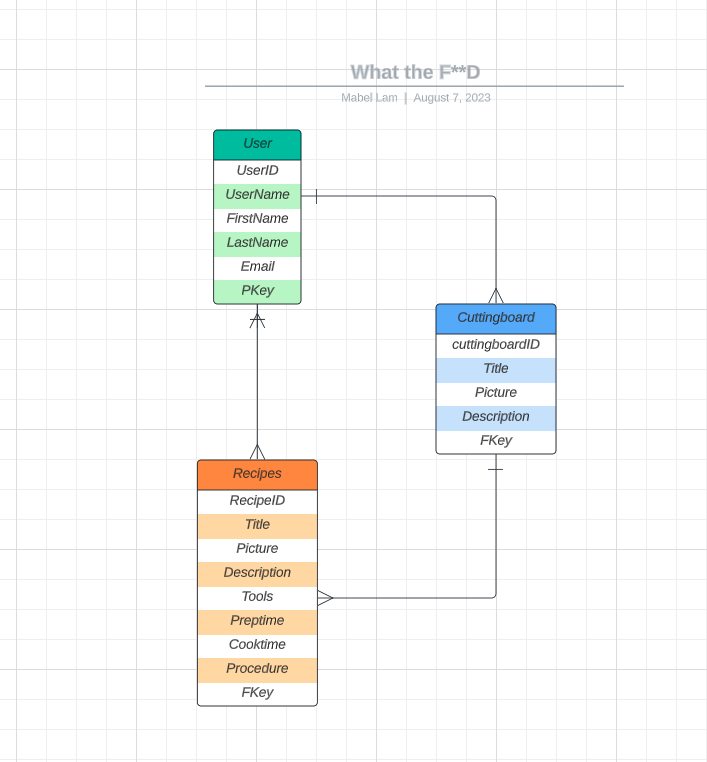 What the F**D
Mabel Lam | August 7, 2023
User
UserID
UserName
FirstName
LastName
Email
PKey
Cuttingboard
cuttingboardID
Title
Picture
Description
FKey
Recipes
RecipeID
Title
Picture
Description
Tools
Preptime
Cooktime
Procedure
FKey